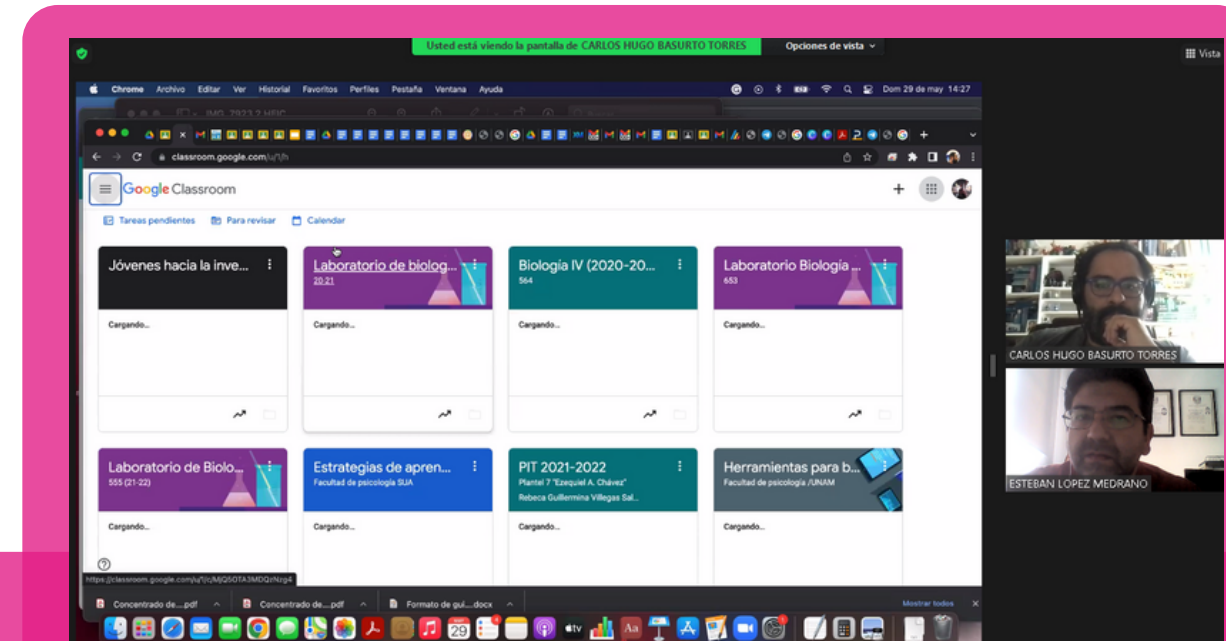 Usted está viendo la pantalla de CARLOS HUGO BASURTO TORRES
Opciones de vista
Vista
Chrome Archivo Editar Ver Historial Favoritos Perfiles Pestaña Ventana Ayuda
Dom 29 de may 14:27
IMG_7923 2.HEIC
classroom.google.com/u/1/h
Google Classroom
Tareas pendientes Para revisar Calendar
Jóvenes hacia la inve...
Cargando...
Laboratorio de biolog...
20-21
Cargando...
Biología IV (2020-20...
564
Cargando...
Laboratorio Biología ...
653
Cargando...
Laboratorio de Biolo...
555 (21-22)
Cargando...
Estrategias de apren...
Facultad de psicología SUA
Cargando...
PIT 2021-2022
Plantel 7 "Ezequiel A. Chávez"
Rebeca Guillermina Villegas Sal...
Cargando...
Herramientas para b...
Facultad de psicología /UNAM
Cargando...
CARLOS HUGO BASURTO TORRES
ESTEBAN LOPEZ MEDRANO
Concentrado de....pdf
Concentrado de....pdf
Formato de gui....docx
Mostrar todos
29
tv
Aa